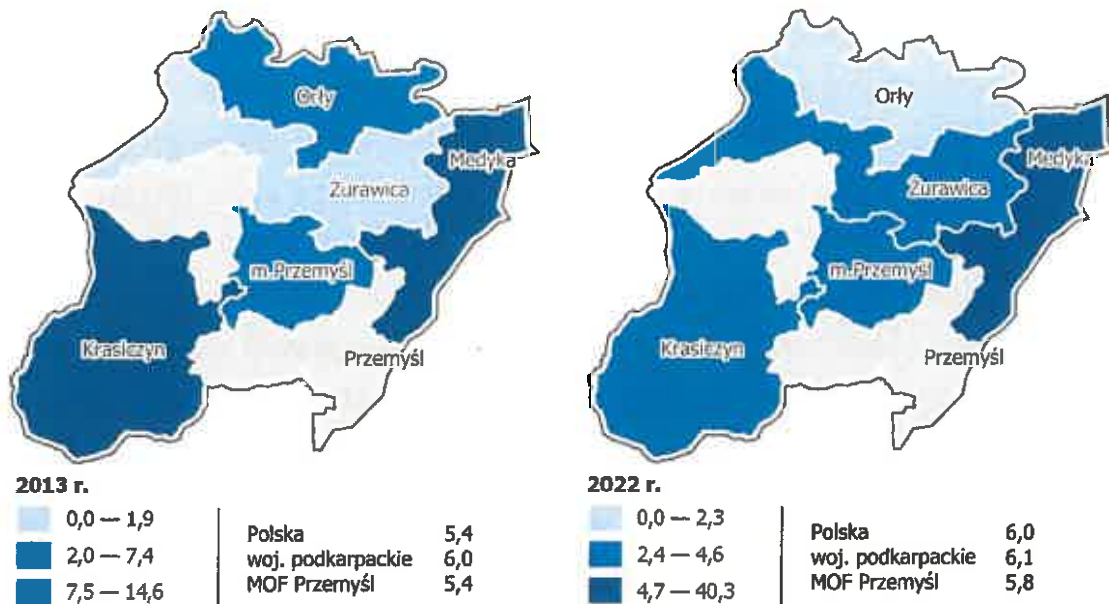 Orły
Medyka
Żurawica
m.Przemyśl
Krasiczyn
Przemyśl
2013 r.
0,0 — 1,9
2,0 — 7,4
7,5 — 14,6
Polska 5,4
woj. podkarpackie 6,0
MOF Przemyśl 5,4
Orły
Medyka
Żurawica
m.Przemyśl
Krasiczyn
Przemyśl
2022 r.
0,0 — 2,3
2,4 — 4,6
4,7 — 40,3
Polska 6,0
woj. podkarpackie 6,1
MOF Przemyśl 5,8